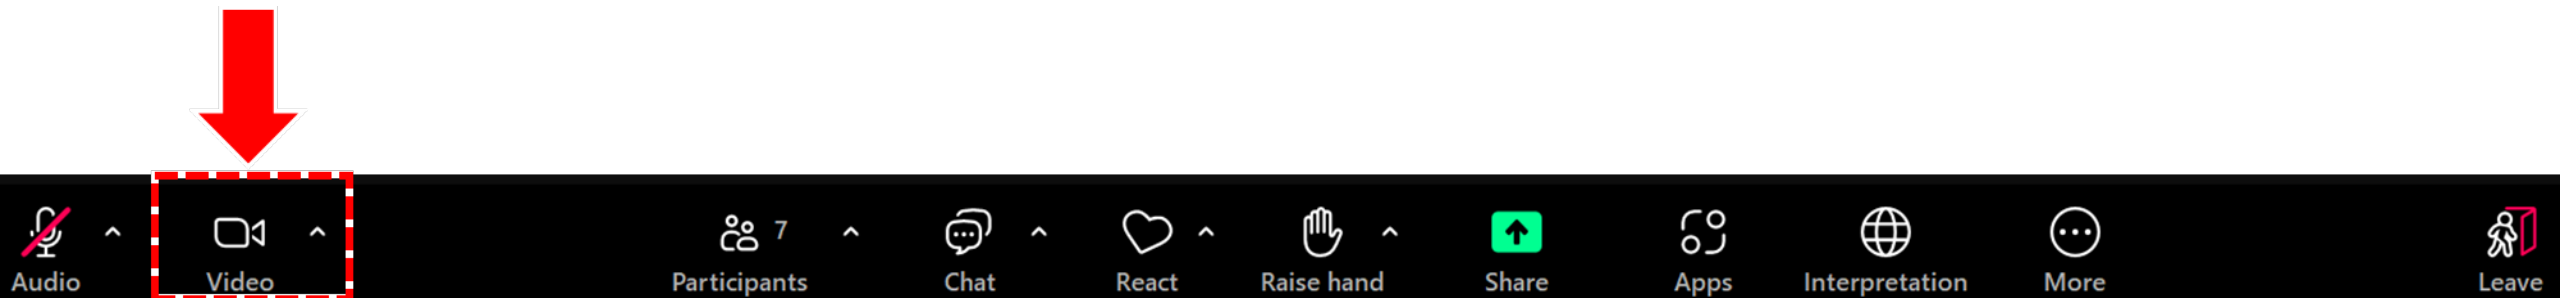 7
Audio
Video
Participants
Chat
React
Raise hand
Share
Apps
Interpretation
More
Leave